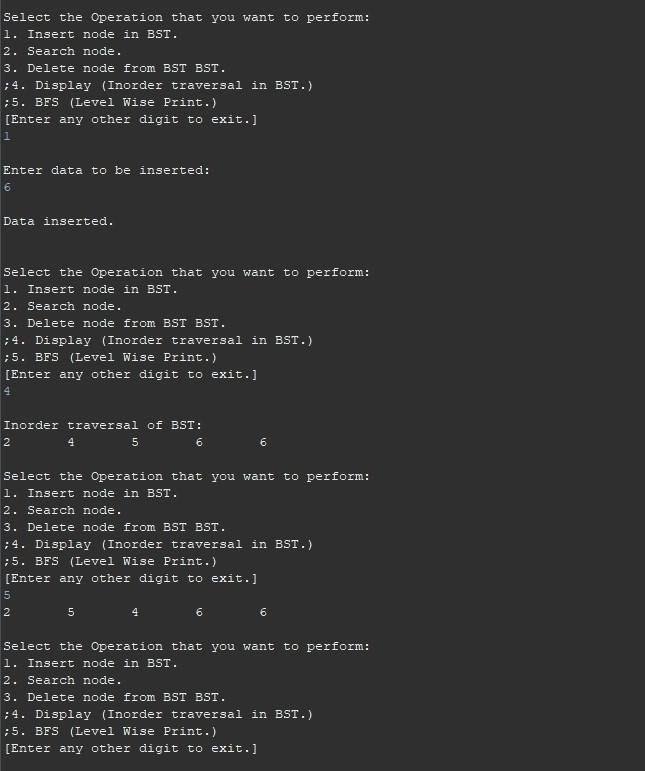 Select the Operation that you want to perform:
1. Insert node in BST.
2. Search node.
3. Delete node from BST BST.
;4. Display (Inorder traversal in BST.)
;5. BFS (Level Wise Print.)
[Enter any other digit to exit.]
1
Enter data to be inserted:
6
Data inserted.
Select the Operation that you want to perform:
1. Insert node in BST.
2. Search node.
3. Delete node from BST BST.
;4. Display (Inorder traversal in BST.)
;5. BFS (Level Wise Print.)
[Enter any other digit to exit.]
4
Inorder traversal of BST:
2 4 5 6 6
Select the Operation that you want to perform:
1. Insert node in BST.
2. Search node.
3. Delete node from BST BST.
;4. Display (Inorder traversal in BST.)
;5. BFS (Level Wise Print.)
[Enter any other digit to exit.]
5
2 5 4 6 6
Select the Operation that you want to perform:
1. Insert node in BST.
2. Search node.
3. Delete node from BST BST.
;4. Display (Inorder traversal in BST.)
;5. BFS (Level Wise Print.)
[Enter any other digit to exit.]